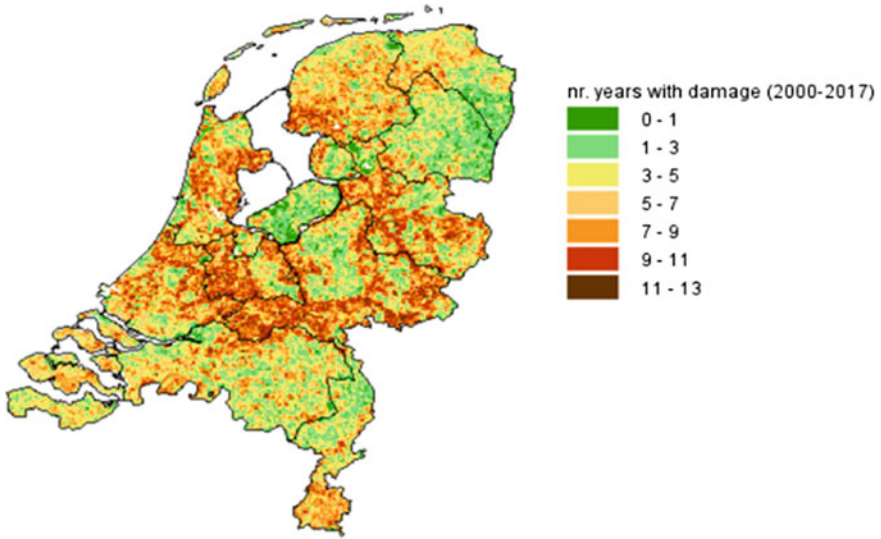 nr. years with damage (2000-2017)
0 - 1
1 - 3
3 - 5
5 - 7
7 - 9
9 - 11
11 - 13